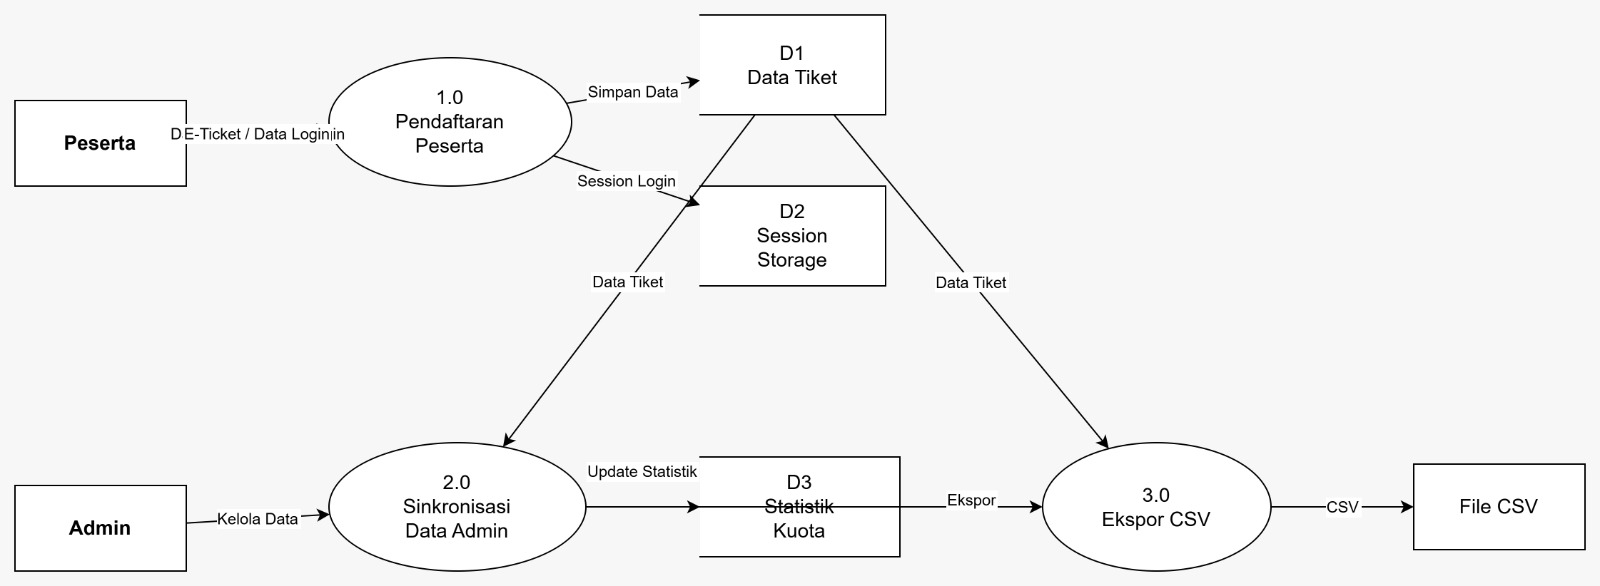 D1
Data Tiket
1.0
Pendaftaran
Peserta
Simpan Data
Peserta
E-Ticket / Data Login
Session Login
D2
Session
Storage
Data Tiket
Data Tiket
Update Statistik
2.0
Sinkronisasi
Data Admin
D3
Statistik
Kuota
Ekspor
3.0
Ekspor CSV
CSV
File CSV
Admin
Kelola Data